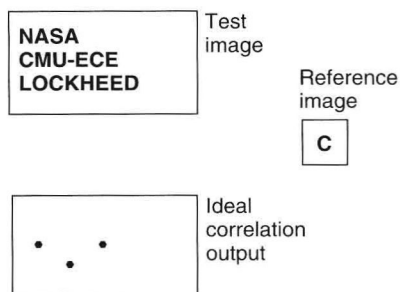 NASA
CMU-ECE
LOCKHEED
Test
image
Reference
image
C
Ideal
correlation
output